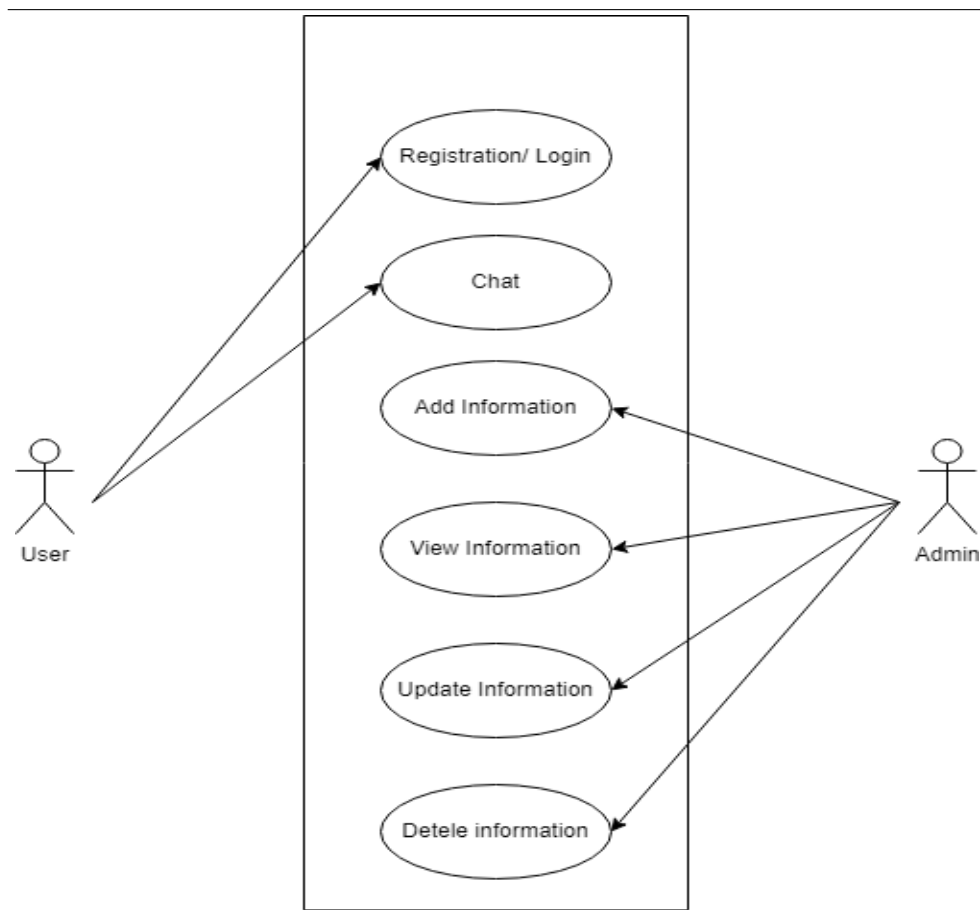 Registration/ Login
Chat
Add Information
View Information
User
Admin
Update Information
Detele information